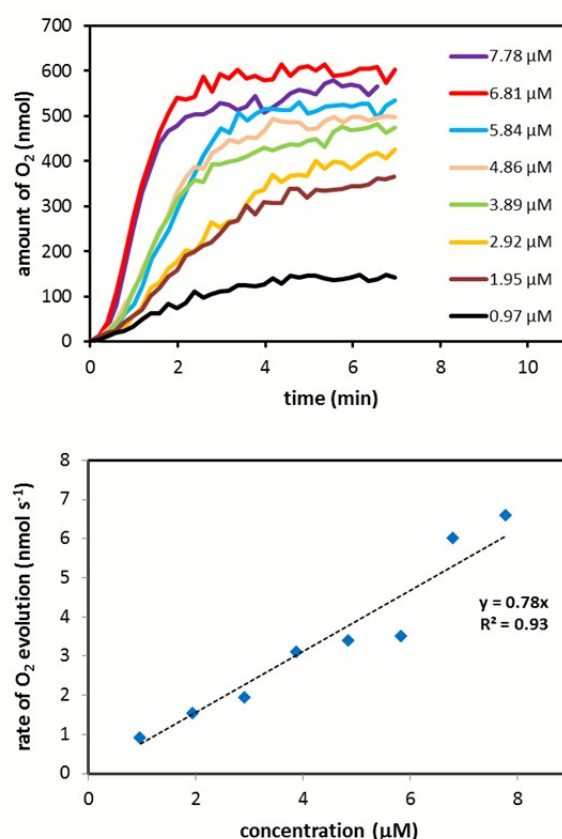 700
600
500
400
300
200
100
0
amount of O₂ (nmol)
7.78 µM
6.81 µM
5.84 µM
4.86 µM
3.89 µM
2.92 µM
1.95 µM
0.97 µM
0 2 4 6 8 10
time (min)
8
7
6
5
4
3
2
1
0
rate of O₂ evolution (nmol s⁻¹)
y = 0.78x
R² = 0.93
0 2 4 6 8
concentration (µM)